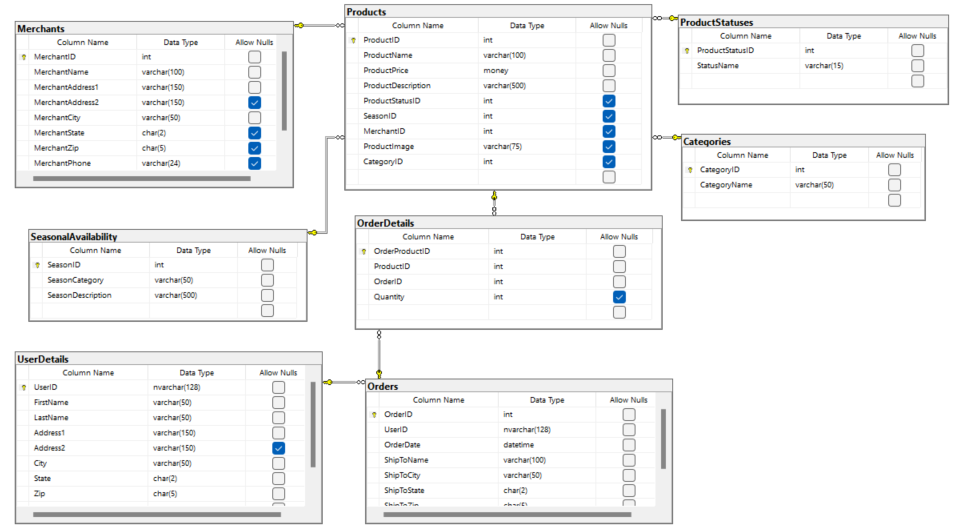 Products
Column Name Data Type Allow Nulls
ProductID int
ProductName varchar(100)
ProductPrice money
ProductDescription varchar(500)
ProductStatusID int
SeasonID int
MerchantID int
ProductImage varchar(75)
CategoryID int
Merchants
Column Name Data Type Allow Nulls
MerchantID int
MerchantName varchar(100)
MerchantAddress1 varchar(150)
MerchantAddress2 varchar(150)
MerchantCity varchar(50)
MerchantState char(2)
MerchantZip char(5)
MerchantPhone varchar(24)
ProductStatuses
Column Name Data Type Allow Nulls
ProductStatusID int
StatusName varchar(15)
Categories
Column Name Data Type Allow Nulls
CategoryID int
CategoryName varchar(50)
SeasonalAvailability
Column Name Data Type Allow Nulls
SeasonID int
SeasonCategory varchar(50)
SeasonDescription varchar(500)
OrderDetails
Column Name Data Type Allow Nulls
OrderProductID int
ProductID int
OrderID int
Quantity int
UserDetails
Column Name Data Type Allow Nulls
UserID nvarchar(128)
FirstName varchar(50)
LastName varchar(50)
Address1 varchar(150)
Address2 varchar(150)
City varchar(50)
State char(2)
Zip char(5)
Orders
Column Name Data Type Allow Nulls
OrderID int
UserID nvarchar(128)
OrderDate datetime
ShipToName varchar(100)
ShipToCity varchar(50)
ShipToState char(2)
ShipToZip char(5)